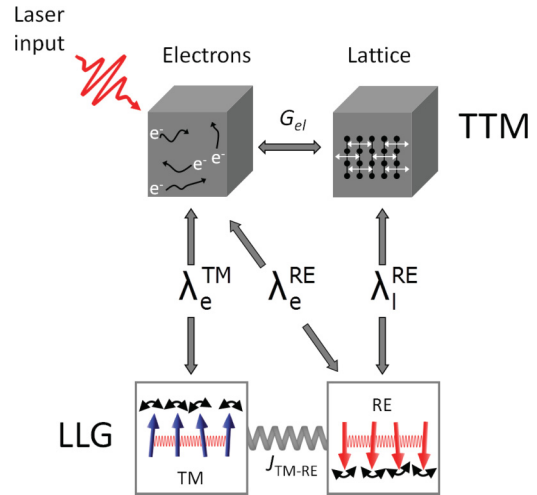 Laser
input
Electrons
Lattice
G_el
TTM
e⁻
e⁻
e⁻
e⁻
λ_e^TM
λ_e^RE
λ_l^RE
LLG
TM
J_TM-RE
RE